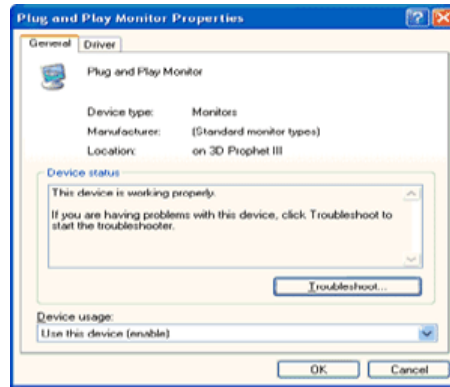 Plug and Play Monitor Properties
General Driver
Plug and Play Monitor
Device type: Monitors
Manufacturer: (Standard monitor types)
Location: on 3D Prophet III
Device status
This device is working properly.
If you are having problems with this device, click Troubleshoot to
start the troubleshooter.
Troubleshoot...
Device usage:
Use this device (enable)
OK Cancel